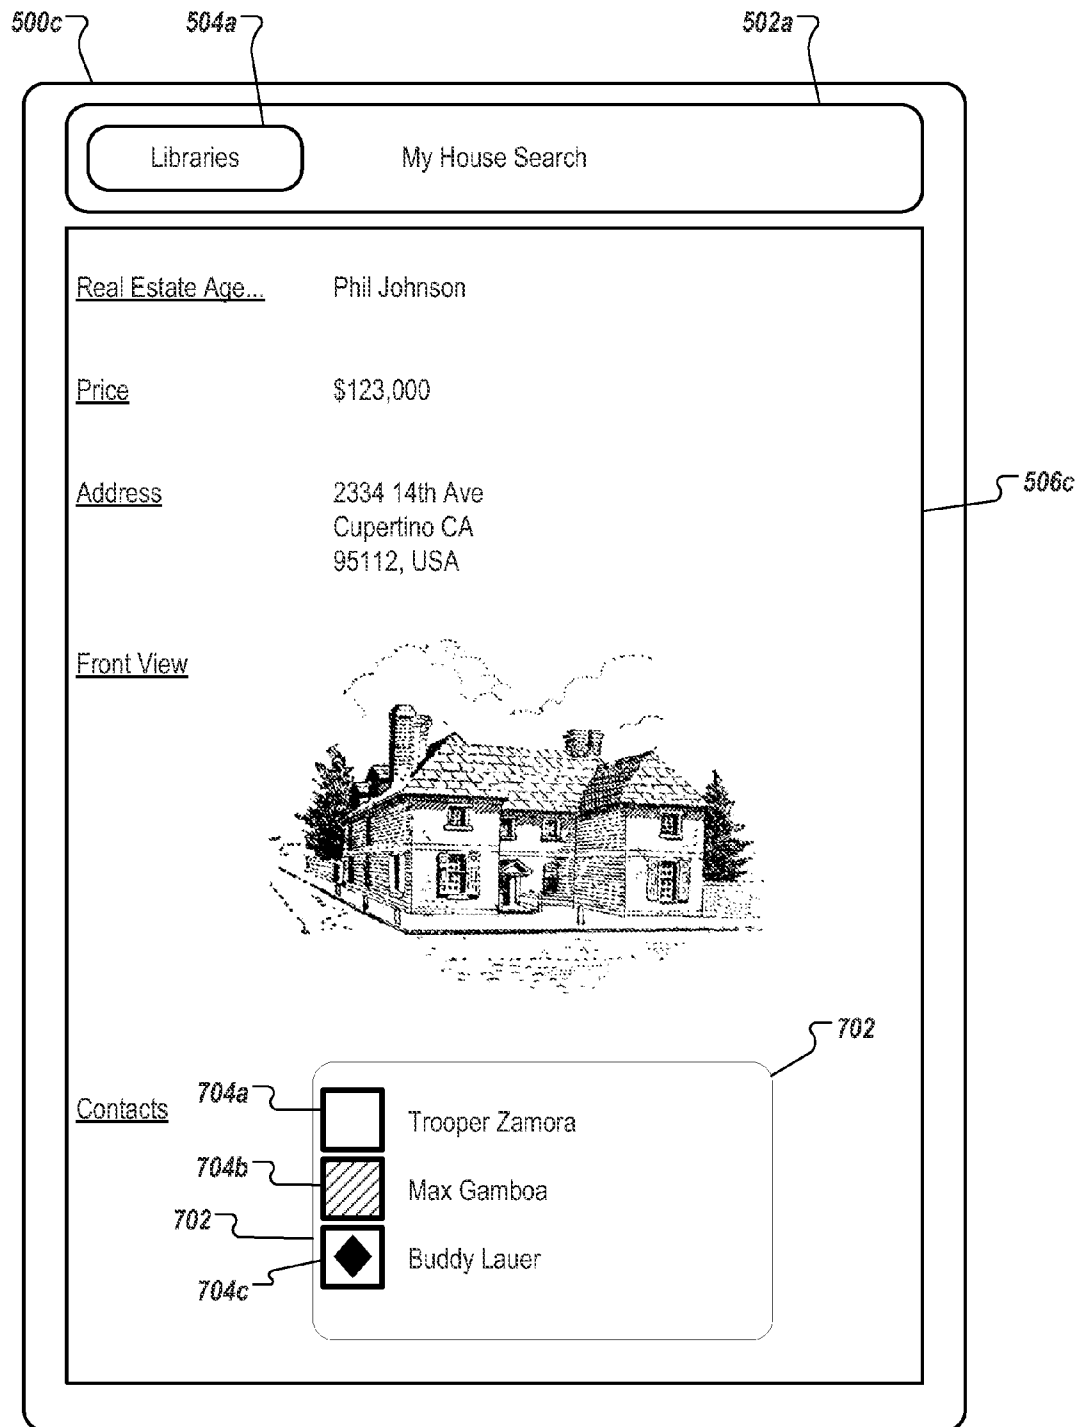 500c 504a 502a
Libraries My House Search
Real Estate Age... Phil Johnson
Price $123,000
Address 2334 14th Ave
506c
Cupertino CA
95112, USA
Front View
702
704a
Contacts Trooper Zamora
704b
Max Gamboa
702
Buddy Lauer
704c